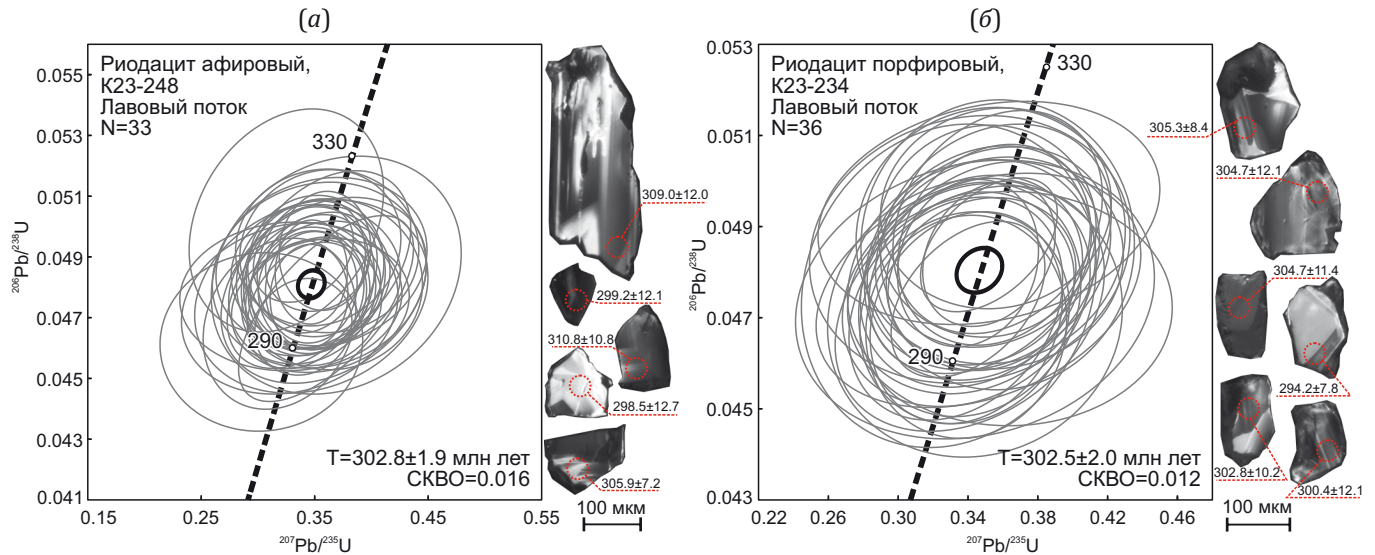 (а)
Риодацит афировый,
К23-248
Лавовый поток
N=33
0.055
0.053
0.051
0.049
0.047
0.045
0.043
0.041
²⁰⁶Pb/²³⁸U
330
290
T=302.8±1.9 млн лет
СКВО=0.016
0.15
0.25
0.35
0.45
0.55
²⁰⁷Pb/²³⁵U
309.0±12.0
299.2±12.1
310.8±10.8
298.5±12.7
305.9±7.2
100 мкм
(б)
Риодацит порфировый,
К23-234
Лавовый поток
N=36
0.053
0.051
0.049
0.047
0.045
0.043
²⁰⁶Pb/²³⁸U
330
290
T=302.5±2.0 млн лет
СКВО=0.012
0.22
0.26
0.30
0.34
0.38
0.42
0.46
²⁰⁷Pb/²³⁵U
305.3±8.4
304.7±12.1
304.7±11.4
294.2±7.8
302.8±10.2
300.4±12.1
100 мкм